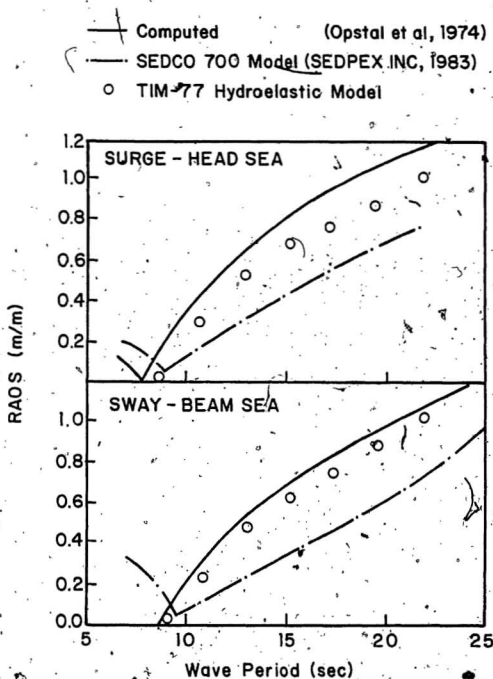 Computed (Opstal et al, 1974)
SEDCO 700 Model (SEDPEX INC, 1983)
TIM-77 Hydroelastic Model
1.2
SURGE - HEAD SEA
1.0
0.8
0.4
0.2
RAOS (m/m)
SWAY - BEAM SEA
1.0
0.8
0.6
0.4
0.2
0.0
5 10 15 20 25
Wave Period (sec)